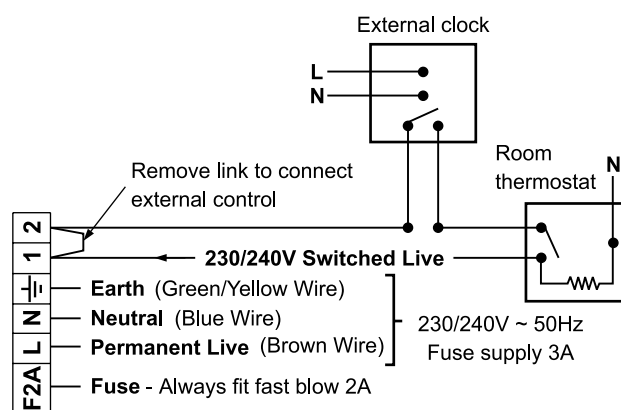 External clock
L
N
Remove link to connect
external control
Room
thermostat
N
2
1
230/240V Switched Live
Earth (Green/Yellow Wire)
N
Neutral (Blue Wire)
L
Permanent Live (Brown Wire)
230/240V ~ 50Hz
Fuse supply 3A
F2A
Fuse - Always fit fast blow 2A